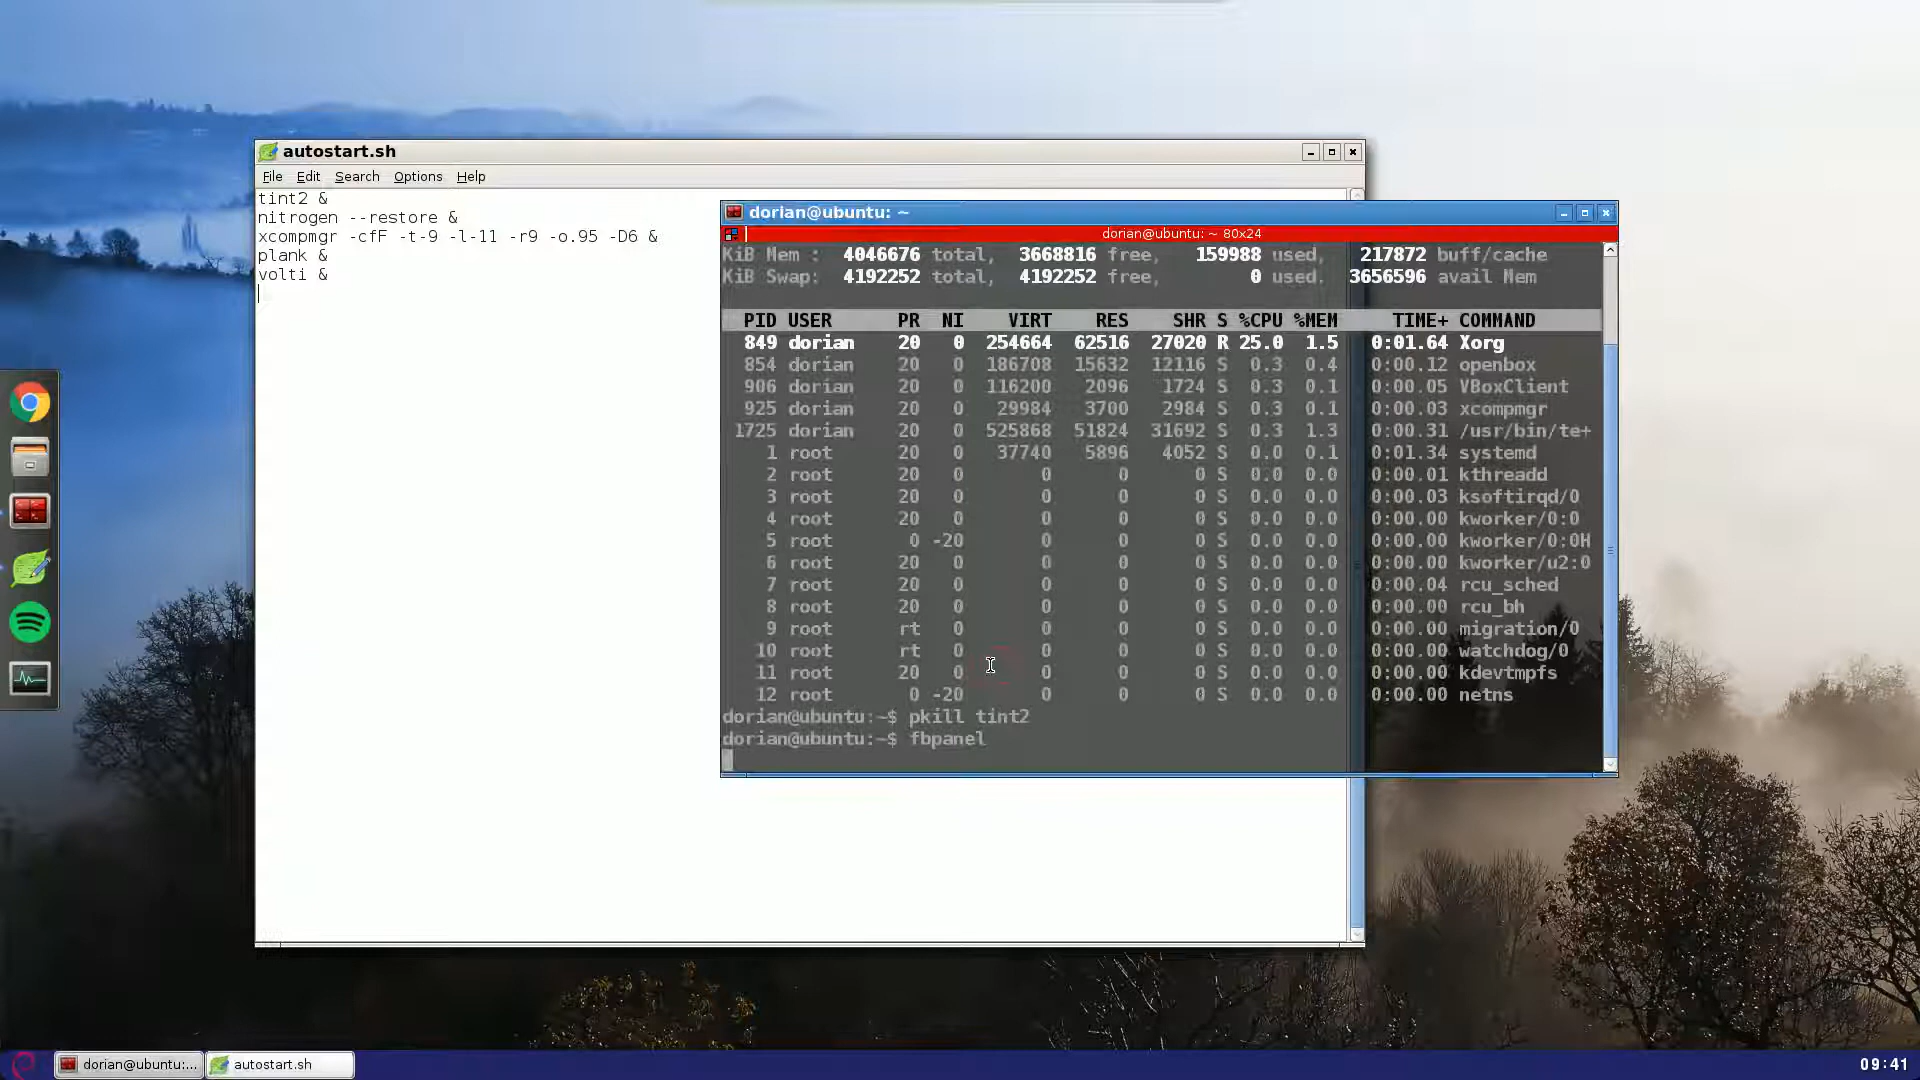 autostart.sh
File Edit Search Options Help
tint2 &
nitrogen --restore &
xcompmgr -cfF -t-9 -l-11 -r9 -o.95 -D6 &
plank &
volti &
dorian@ubuntu: ~
dorian@ubuntu: ~ 80x24
KiB Mem : 4046676 total, 3668816 free, 159988 used, 217872 buff/cache
KiB Swap: 4192252 total, 4192252 free, 0 used. 3656596 avail Mem
PID USER PR NI VIRT RES SHR S %CPU %MEM TIME+ COMMAND
849 dorian 20 0 254664 62516 27020 R 25.0 1.5 0:01.64 Xorg
854 dorian 20 0 186708 15632 12116 S 0.3 0.4 0:00.12 openbox
906 dorian 20 0 116200 2096 1724 S 0.3 0.1 0:00.05 VBoxClient
925 dorian 20 0 29984 3700 2984 S 0.3 0.1 0:00.03 xcompmgr
1725 dorian 20 0 525868 51824 31692 S 0.3 1.3 0:00.31 /usr/bin/te+
1 root 20 0 37740 5896 4052 S 0.0 0.1 0:01.34 systemd
2 root 20 0 0 0 0 S 0.0 0.0 0:00.01 kthreadd
3 root 20 0 0 0 0 S 0.0 0.0 0:00.03 ksoftirqd/0
4 root 20 0 0 0 0 S 0.0 0.0 0:00.00 kworker/0:0
5 root 0 -20 0 0 0 S 0.0 0.0 0:00.00 kworker/0:0H
6 root 20 0 0 0 0 S 0.0 0.0 0:00.00 kworker/u2:0
7 root 20 0 0 0 0 S 0.0 0.0 0:00.04 rcu_sched
8 root 20 0 0 0 0 S 0.0 0.0 0:00.00 rcu_bh
9 root rt 0 0 0 0 S 0.0 0.0 0:00.00 migration/0
10 root rt 0 0 0 0 S 0.0 0.0 0:00.00 watchdog/0
11 root 20 0 0 0 0 S 0.0 0.0 0:00.00 kdevtmpfs
12 root 0 -20 0 0 0 S 0.0 0.0 0:00.00 netns
dorian@ubuntu:~$ pkill tint2
dorian@ubuntu:~$ fbpanel
dorian@ubuntu:...
autostart.sh
09:41